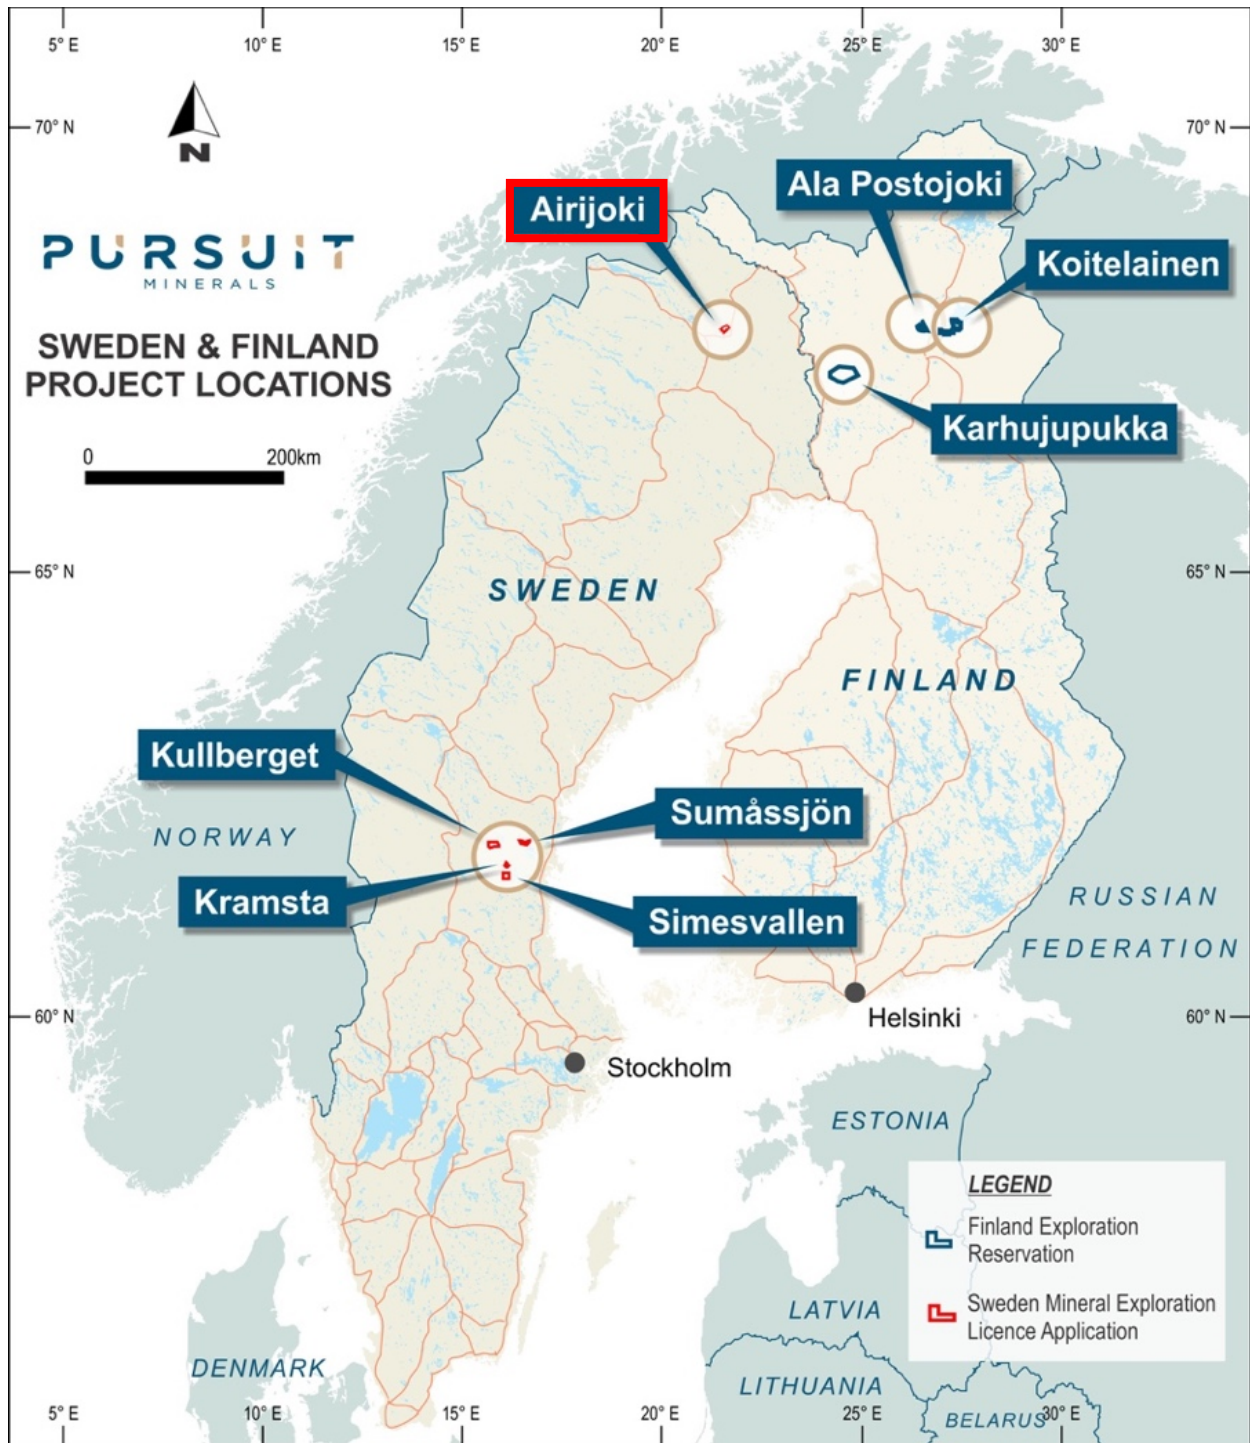 5° E
10° E
15° E
20° E
25° E
30° E
70° N
70° N
N
PURSUIT
MINERALS
SWEDEN & FINLAND
PROJECT LOCATIONS
0
200km
Airijoki
Ala Postojoki
Koitelainen
Karhujupukka
65° N
65° N
SWEDEN
FINLAND
Kullberget
Sumåssjön
NORWAY
Kramsta
Simesvallen
RUSSIAN
FEDERATION
60° N
60° N
Helsinki
Stockholm
ESTONIA
LEGEND
Finland Exploration
Reservation
Sweden Mineral Exploration
Licence Application
LATVIA
DENMARK
LITHUANIA
BELARUS
5° E
10° E
15° E
20° E
25° E
30° E